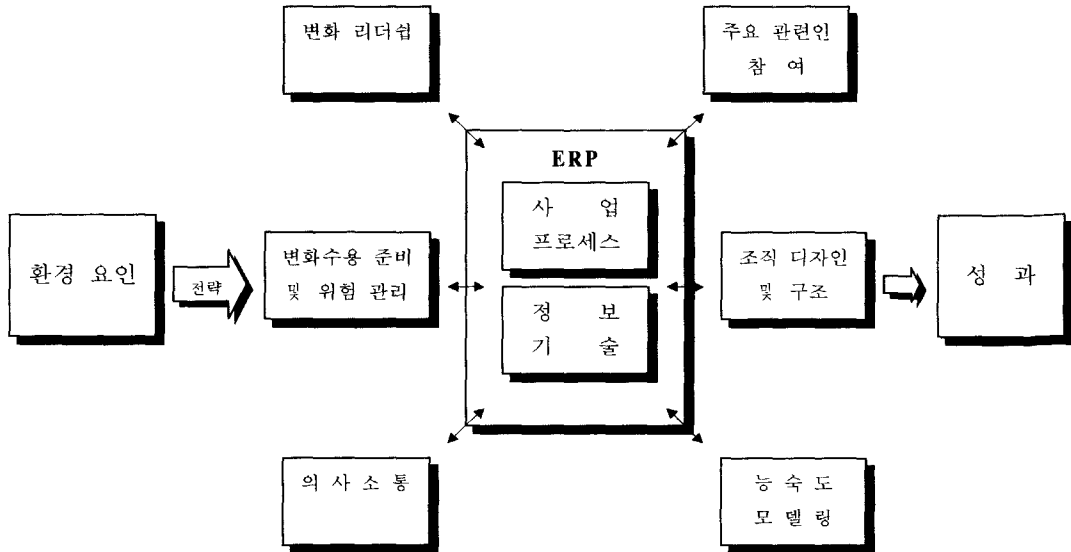 변화 리더쉽
주요 관련인
참 여
ERP
사 업
프로세스
환경 요인
전략
변화수용 준비
및 위험 관리
정 보
기 술
조직 디자인
및 구조
성 과
의 사 소 통
능 숙 도
모 델 링